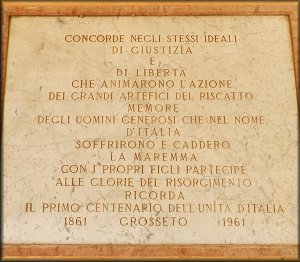 CONCORDE NEGLI STESSI IDEALI
DI GIUSTIZIA
E
DI LIBERTA'
CHE ANIMARONO L'AZIONE
DEI GRANDI ARTEFICI DEL RISCATTO
MEMORE
DEGLI UOMINI GENEROSI CHE NEL NOME
D'ITALIA
SOFFRIRONO E CADDERO
LA MAREMMA
CON I PROPRI FIGLI PARTECIPE
ALLE GLORIE DEL RISORGIMENTO
RICORDA
IL PRIMO CENTENARIO DELL'UNITA' D'ITALIA
1861 GROSSETO 1961